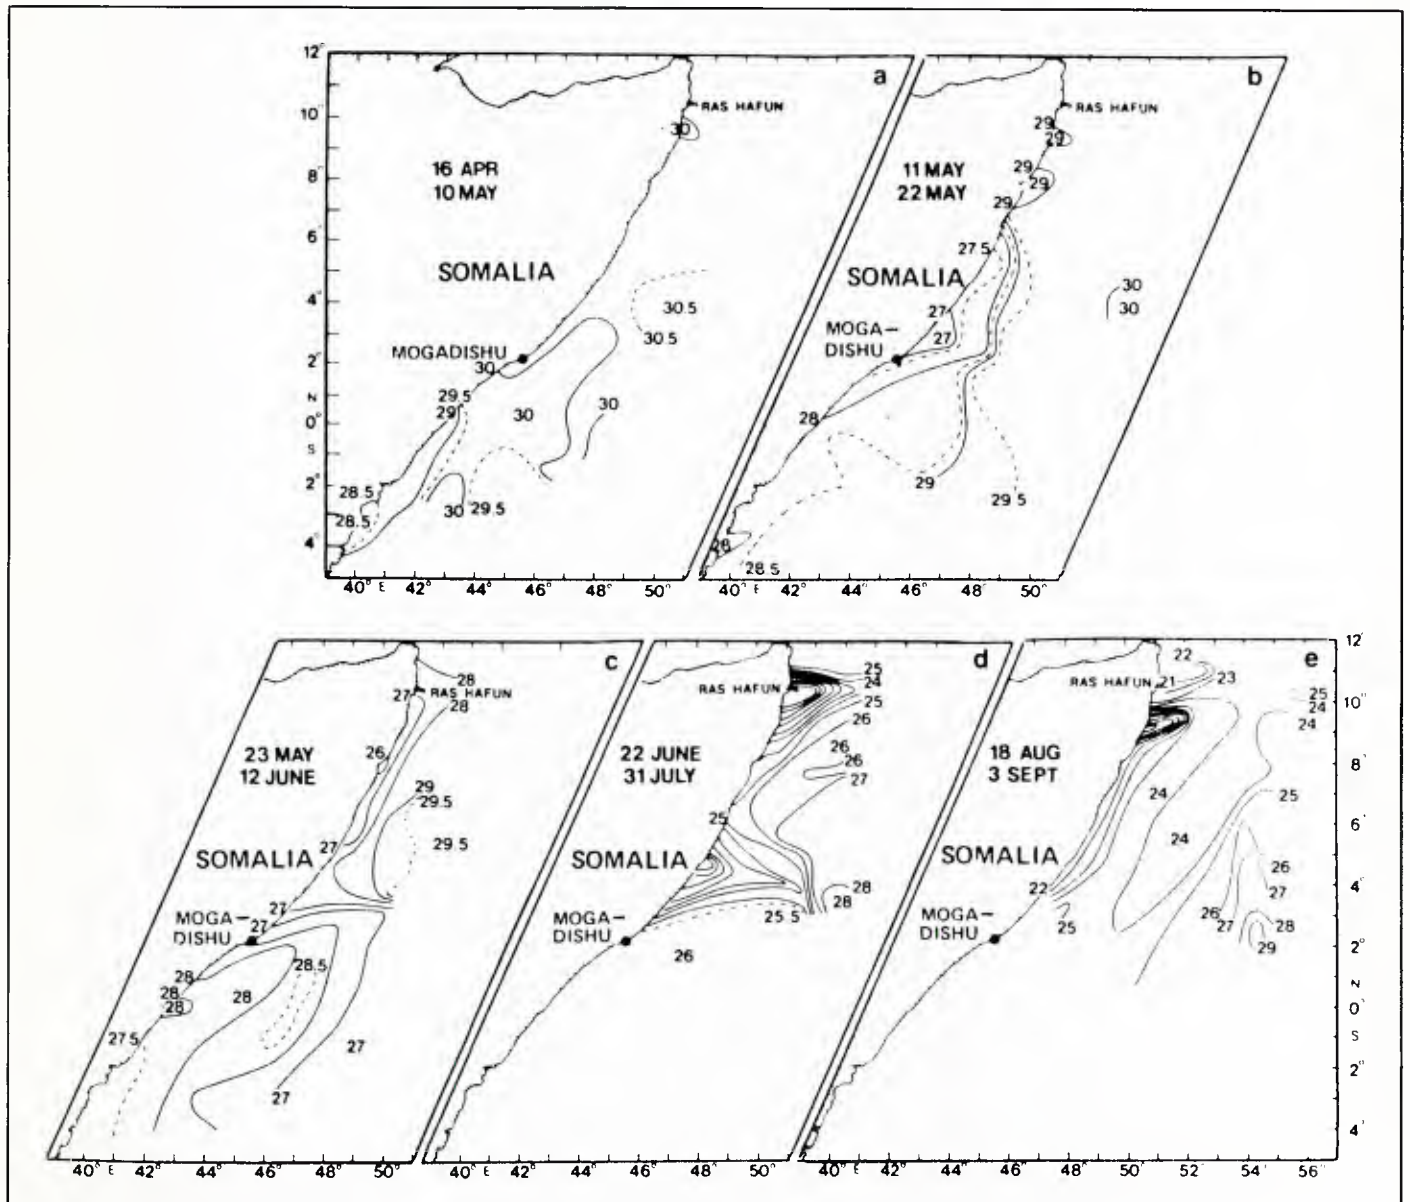 a
12°
10°
8°
6°
4°
2°
N
0°
S
2°
4°
RAS HAFUN
30
16 APR
10 MAY
SOMALIA
30.5
30.5
MOGADISHU
30
29.5
29
30
30
28.5
28.5
30
29.5
40° E 42° 44° 46° 48° 50°
b
RAS HAFUN
29
29
11 MAY
22 MAY
29
29
29
27 5
SOMALIA
30
30
27
27
MOGA–
DISHU
28
29
29 5
28
28 5
40° E 42° 44° 46° 48° 50°
c
28
27
RAS HAFUN
28
23 MAY
12 JUNE
26
29
29.5
29.5
27
SOMALIA
27
27
MOGA–
DISHU
28
28.5
28
28
28
27 5
27
27
40° E 42° 44° 46° 48° 50°
d
25
24
RAS HAFUN
25
26
22 JUNE
31 JULY
26
26
27
25
SOMALIA
28
28
25 5
MOGA–
DISHU
26
40° E 42° 44° 46° 48° 50°
e
22
23
RAS HAFUN
21
25
24
24
18 AUG
3 SEPT
24
25
24
SOMALIA
26
27
22
26
27
28
29
25
MOGA–
DISHU
12°
10°
8°
6°
4°
2°
N
0°
S
2°
4°
40° E 42° 44° 46° 48° 50° 52° 54° 56°